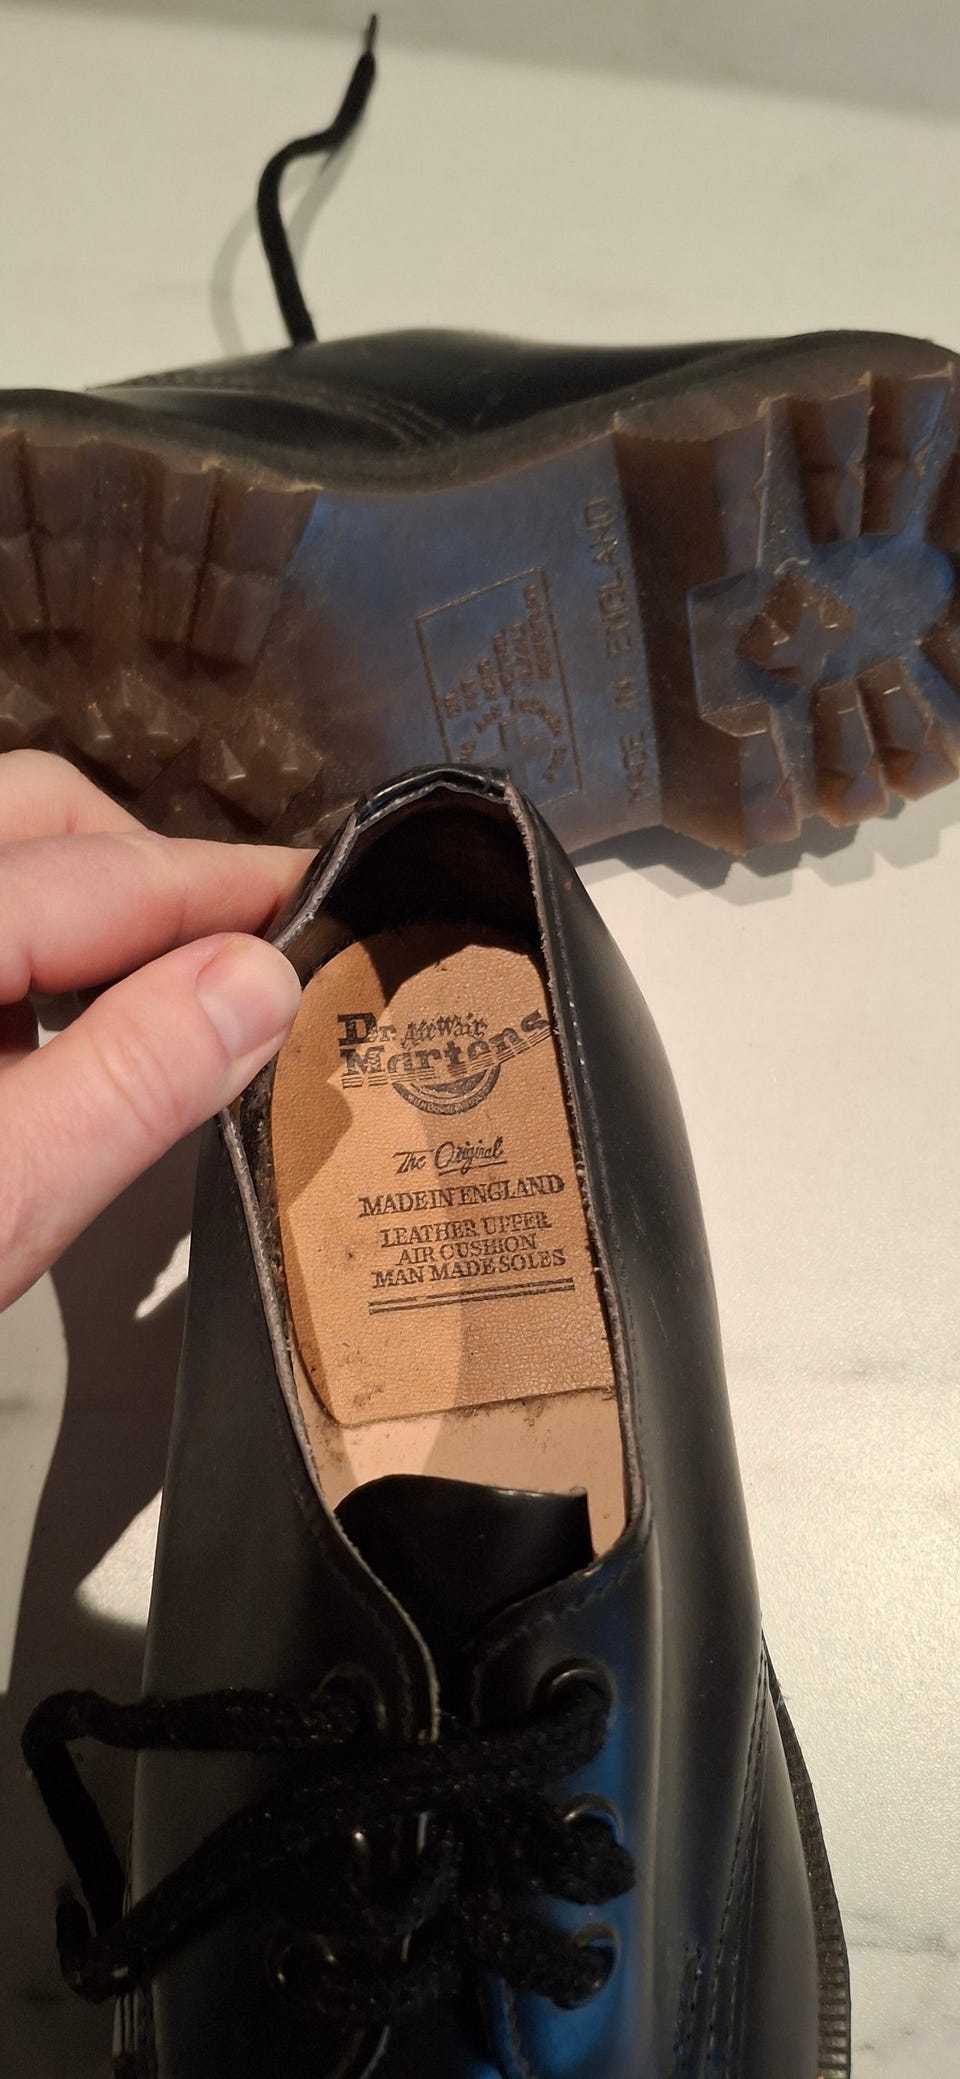 MADE IN ENGLAND
Dr. AirWair
Martens
The Original
MADE IN ENGLAND
LEATHER UPPER
AIR CUSHION
MAN MADE SOLES